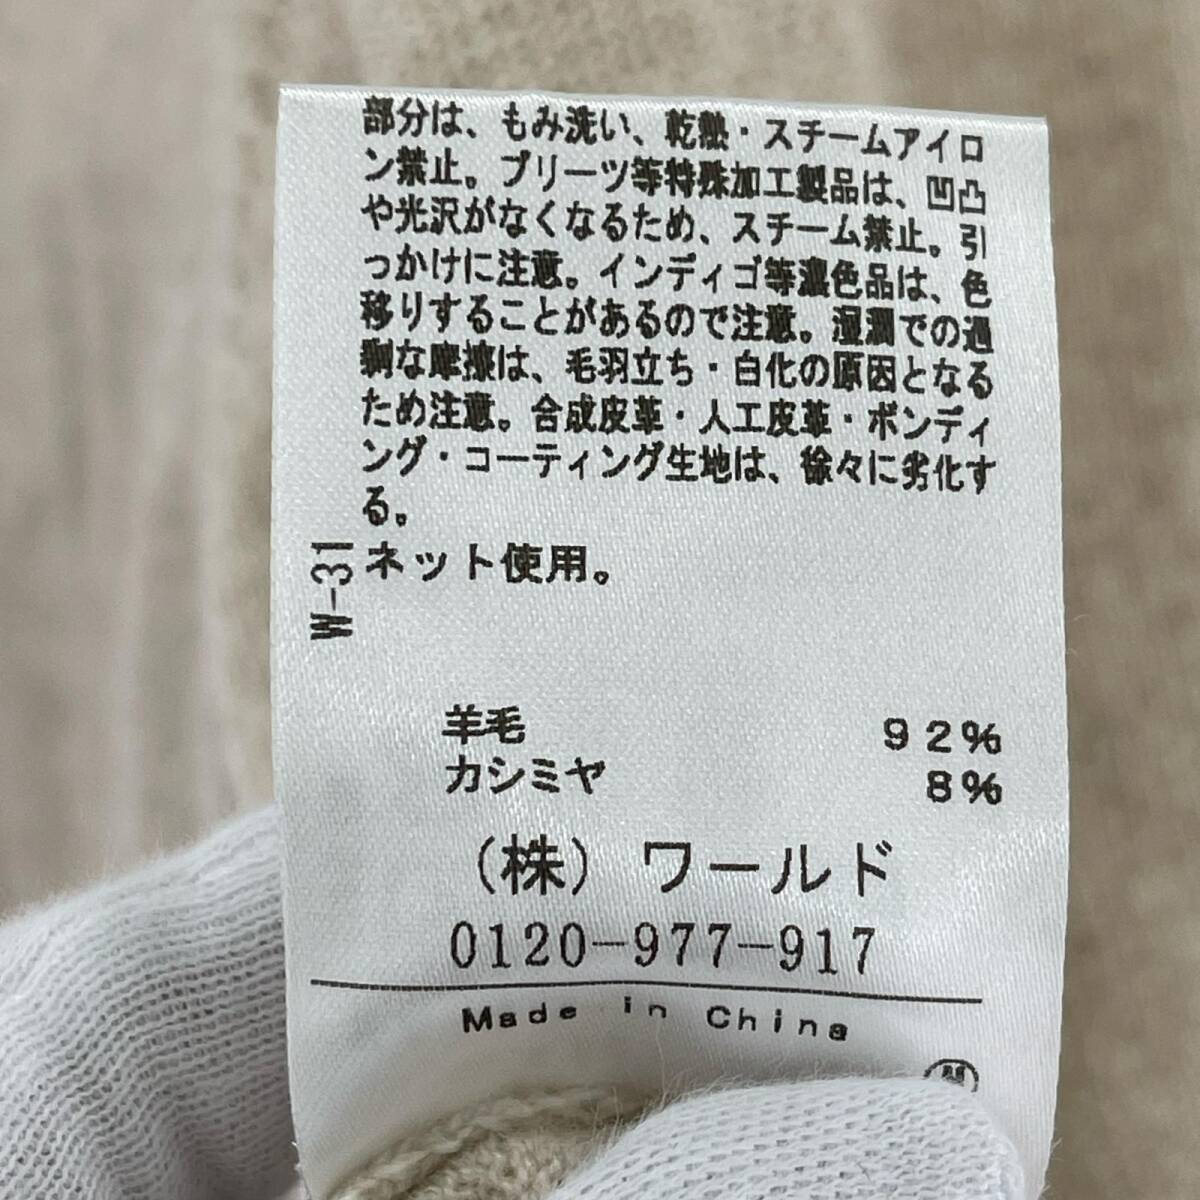 部分は、もみ洗い、乾熱・スチームアイロ
ン禁止。プリーツ等特殊加工製品は、凹凸
や光沢がなくなるため、スチーム禁止。引
っかけに注意。インディゴ等濃色品は、色
移りすることがあるので注意。湿潤での過
剰な摩擦は、毛羽立ち・白化の原因となる
ため注意。合成皮革・人工皮革・ボンディ
ング・コーティング生地は、徐々に劣化す
る。
ネット使用。
W-31
羊毛 92%
カシミヤ 8%
(株) ワールド
0120-977-917
Made in China